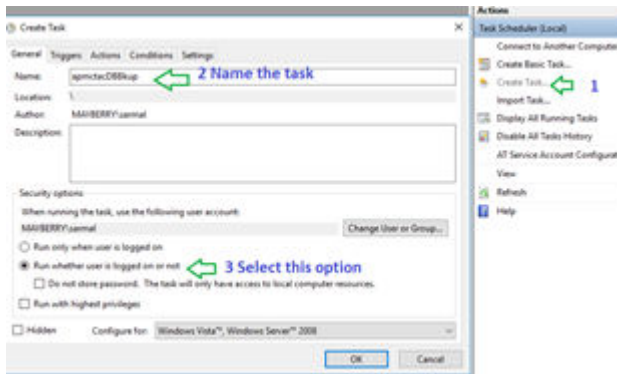 Create Task
General Triggers Actions Conditions Settings
Name: apmctacDBBkup
2 Name the task
Location: \
Author: MAYBERRY\sarmal
Description:
Security options
When running the task, use the following user account:
MAYBERRY\sarmal
Change User or Group...
Run only when user is logged on
Run whether user is logged on or not
3 Select this option
Do not store password. The task will only have access to local computer resources.
Run with highest privileges
Hidden
Configure for: Windows Vista™, Windows Server™ 2008
OK Cancel
Actions
Task Scheduler (Local)
Connect to Another Computer
Create Basic Task...
Create Task...
1
Import Task...
Display All Running Tasks
Disable All Tasks History
AT Service Account Configurat
View
Refresh
Help